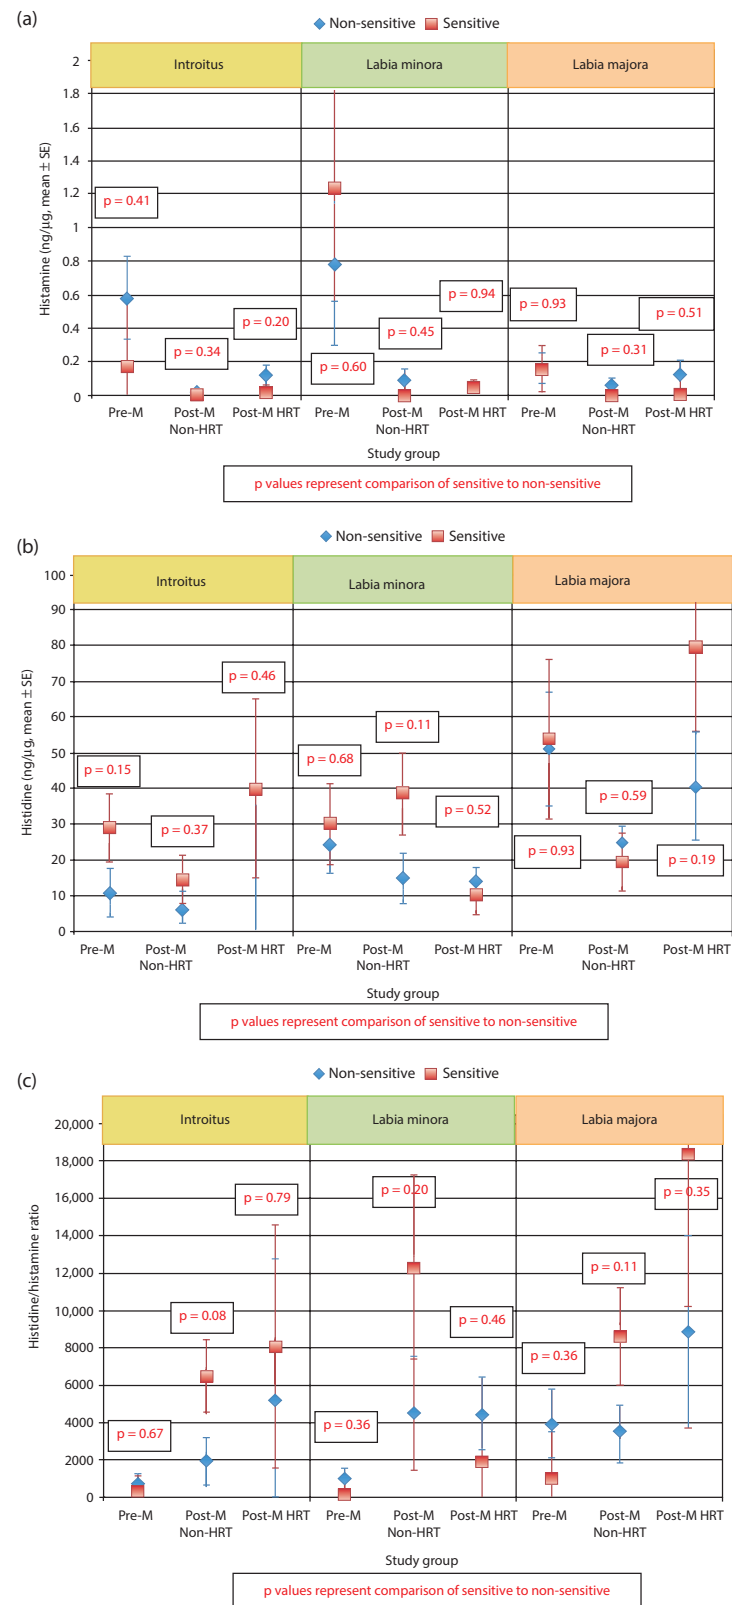 (a)
Non-sensitive Sensitive
Introitus Labia minora Labia majora
Histamine (ng/μg, mean ± SE)
2
1.8
1.6
1.4
1.2
1
0.8
0.6
0.4
0.2
0
p = 0.41
p = 0.34
p = 0.20
p = 0.60
p = 0.45
p = 0.94
p = 0.93
p = 0.31
p = 0.51
Pre-M Post-M Post-M HRT Pre-M Post-M Post-M HRT Pre-M Post-M Post-M HRT
Non-HRT Non-HRT Non-HRT
Study group
p values represent comparison of sensitive to non-sensitive
(b)
Non-sensitive Sensitive
Introitus Labia minora Labia majora
Histidine (ng/μg, mean ± SE)
100
90
80
70
60
50
40
30
20
10
0
p = 0.15
p = 0.37
p = 0.46
p = 0.68
p = 0.11
p = 0.52
p = 0.93
p = 0.59
p = 0.19
Pre-M Post-M Post-M HRT Pre-M Post-M Post-M HRT Pre-M Post-M Post-M HRT
Non-HRT Non-HRT Non-HRT
Study group
p values represent comparison of sensitive to non-sensitive
(c)
Non-sensitive Sensitive
Introitus Labia minora Labia majora
Histidine/histamine ratio
20,000
18,000
16,000
14,000
12,000
10,000
8000
6000
4000
2000
0
p = 0.67
p = 0.08
p = 0.79
p = 0.36
p = 0.20
p = 0.46
p = 0.36
p = 0.11
p = 0.35
Pre-M Post-M Post-M HRT Pre-M Post-M Post-M HRT Pre-M Post-M Post-M HRT
Non-HRT Non-HRT Non-HRT
Study group
p values represent comparison of sensitive to non-sensitive